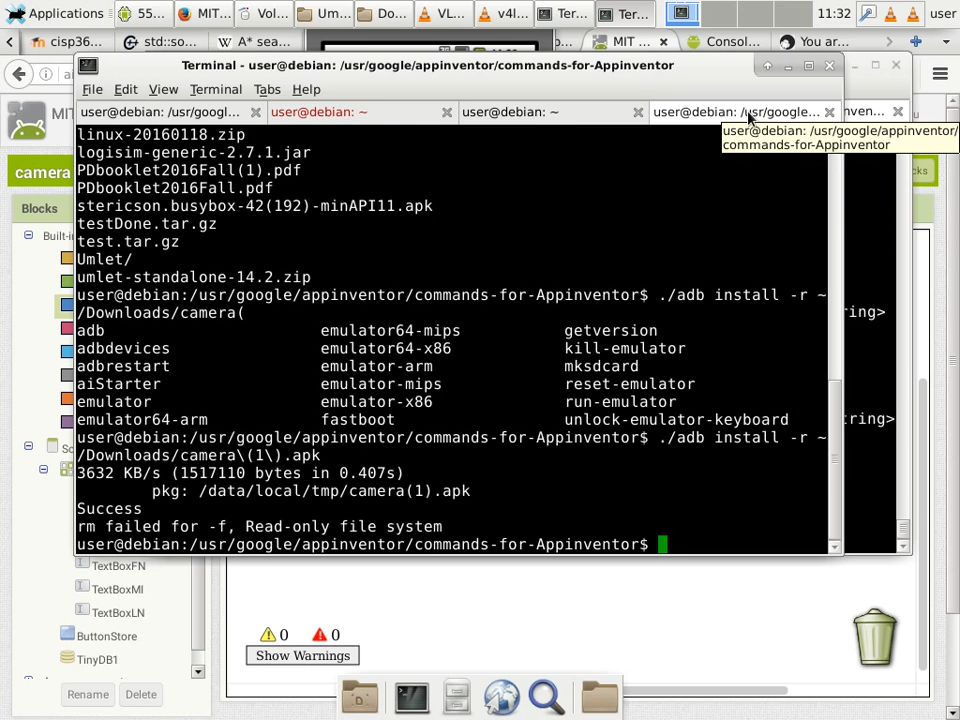 Applications
55...
MIT...
Vol...
Um...
Do...
VL...
v4l...
Ter...
Ter...
11:32
user
cisp36...
std::so...
A* sea...
MIT ...
Consol...
You ar...
Terminal - user@debian: /usr/google/appinventor/commands-for-Appinventor
File Edit View Terminal Tabs Help
user@debian: /usr/googl...
user@debian: ~
user@debian: ~
user@debian: /usr/google...
nven...
user@debian: /usr/google/appinventor/
commands-for-Appinventor
linux-20160118.zip
logisim-generic-2.7.1.jar
PDbooklet2016Fall(1).pdf
PDbooklet2016Fall.pdf
stericson.busybox-42(192)-minAPI11.apk
testDone.tar.gz
test.tar.gz
Umlet/
umlet-standalone-14.2.zip
user@debian:/usr/google/appinventor/commands-for-Appinventor$ ./adb install -r ~
/Downloads/camera(
adb emulator64-mips getversion
adbdevices emulator64-x86 kill-emulator
adbrestart emulator-arm mksdcard
aiStarter emulator-mips reset-emulator
emulator emulator-x86 run-emulator
emulator64-arm fastboot unlock-emulator-keyboard
user@debian:/usr/google/appinventor/commands-for-Appinventor$ ./adb install -r ~
/Downloads/camera\(1\).apk
3632 KB/s (1517110 bytes in 0.407s)
pkg: /data/local/tmp/camera(1).apk
Success
rm failed for -f, Read-only file system
user@debian:/usr/google/appinventor/commands-for-Appinventor$
ring>
tring>
MIT
camera
cks
Blocks
Built-i
Sc
TextBoxFN
TextBoxMI
TextBoxLN
ButtonStore
TinyDB1
Rename
Delete
0
0
Show Warnings